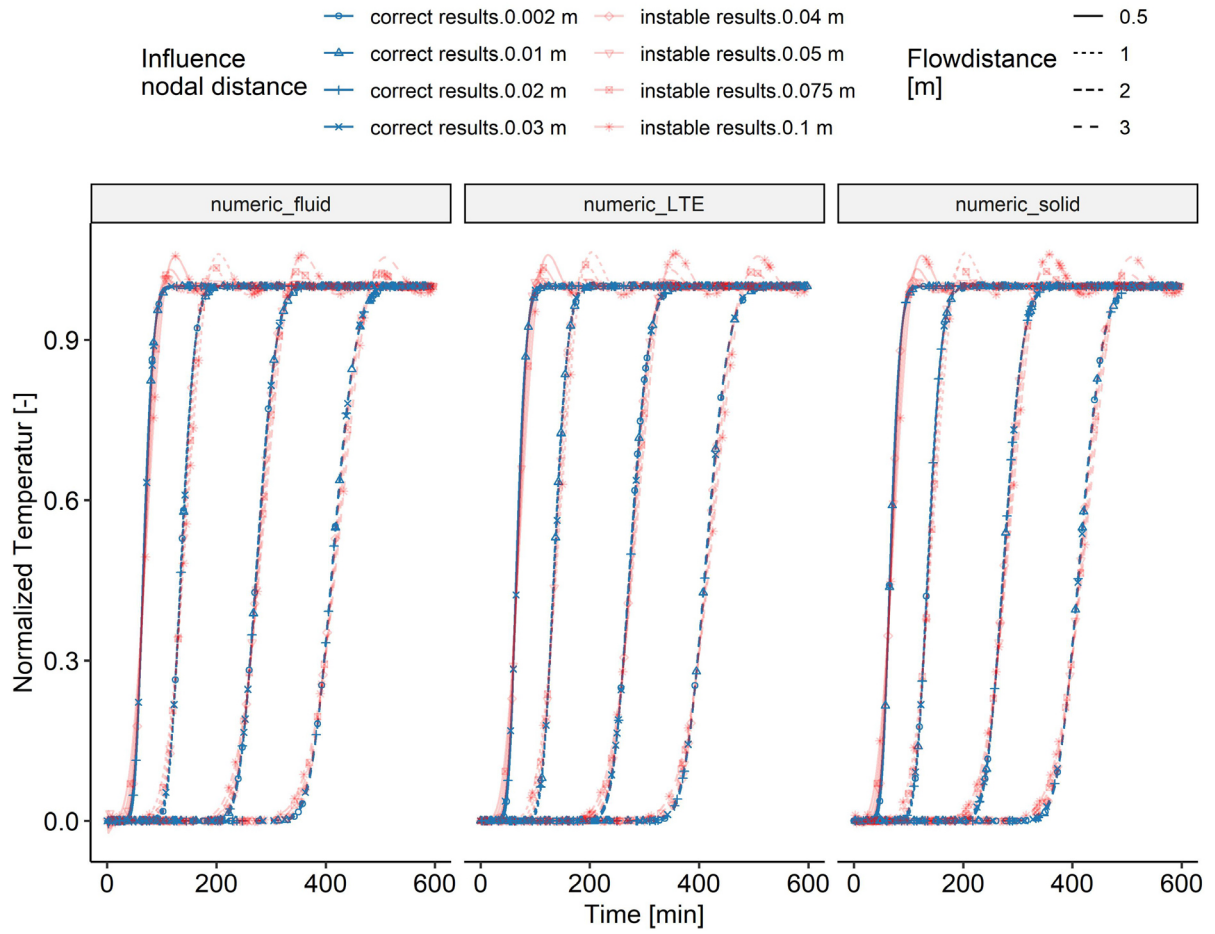 Influence
nodal distance
correct results.0.002 m
correct results.0.01 m
correct results.0.02 m
correct results.0.03 m
instable results.0.04 m
instable results.0.05 m
instable results.0.075 m
instable results.0.1 m
Flowdistance
[m]
0.5
1
2
3
numeric_fluid
numeric_LTE
numeric_solid
Normalized Temperatur [-]
0.9
0.6
0.3
0.0
0 200 400 600
0 200 400 600
0 200 400 600
Time [min]